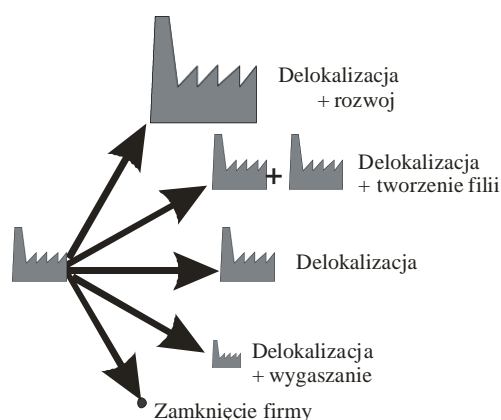 Delokalizacja
+ rozwoj
+
Delokalizacja
+ tworzenie filii
Delokalizacja
Delokalizacja
+ wygaszanie
Zamknięcie firmy